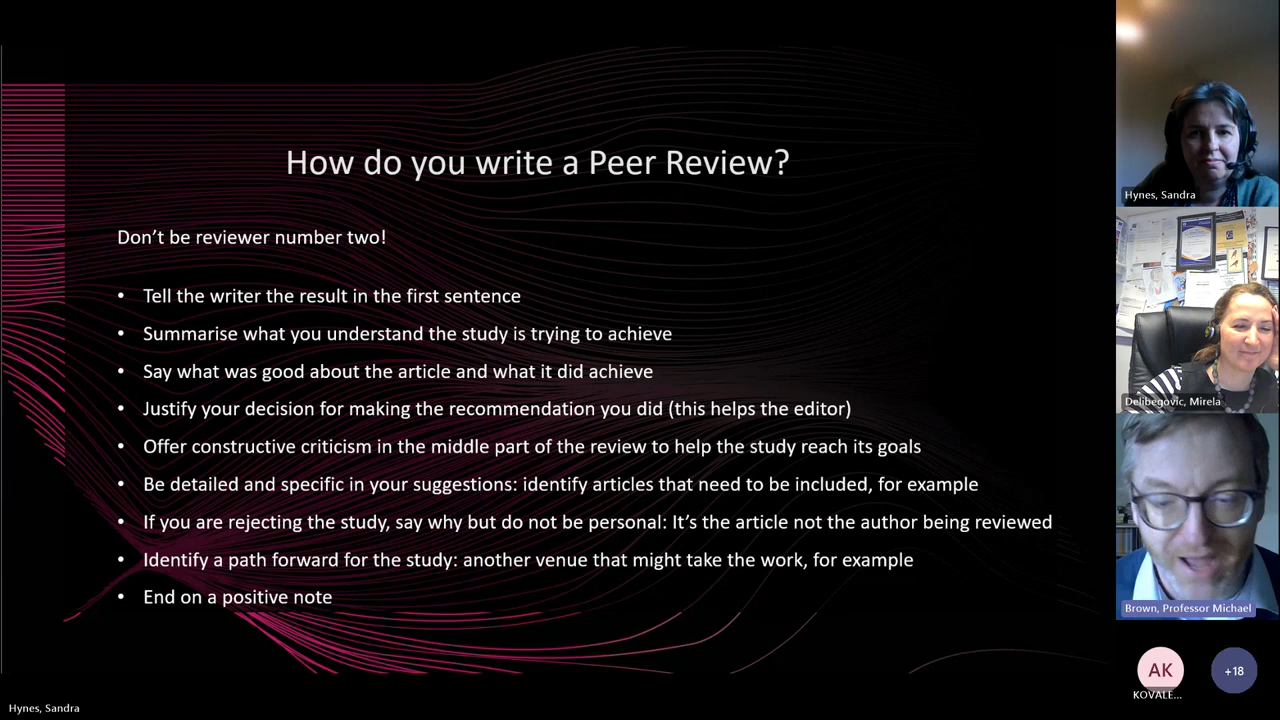 How do you write a Peer Review?
Don't be reviewer number two!
• Tell the writer the result in the first sentence
• Summarise what you understand the study is trying to achieve
• Say what was good about the article and what it did achieve
• Justify your decision for making the recommendation you did (this helps the editor)
• Offer constructive criticism in the middle part of the review to help the study reach its goals
• Be detailed and specific in your suggestions: identify articles that need to be included, for example
• If you are rejecting the study, say why but do not be personal: It's the article not the author being reviewed
• Identify a path forward for the study: another venue that might take the work, for example
• End on a positive note
Hynes, Sandra
Delibegovic, Mirela
Brown, Professor Michael
AK
KOVALE...
+18
Hynes, Sandra